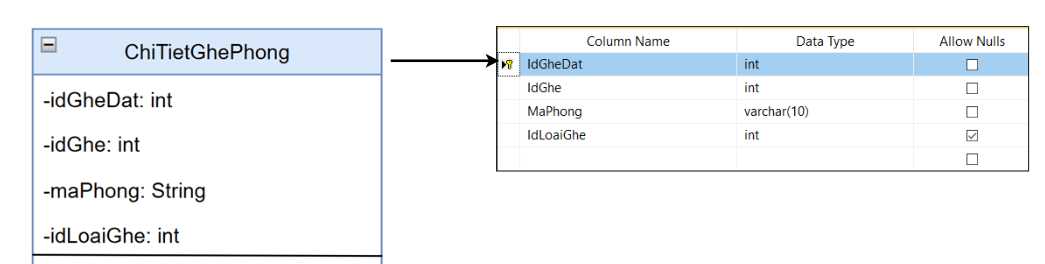 ChiTietGhePhong
-idGheDat: int
-idGhe: int
-maPhong: String
-idLoaiGhe: int
Column Name Data Type Allow Nulls
IdGheDat int
IdGhe int
MaPhong varchar(10)
IdLoaiGhe int